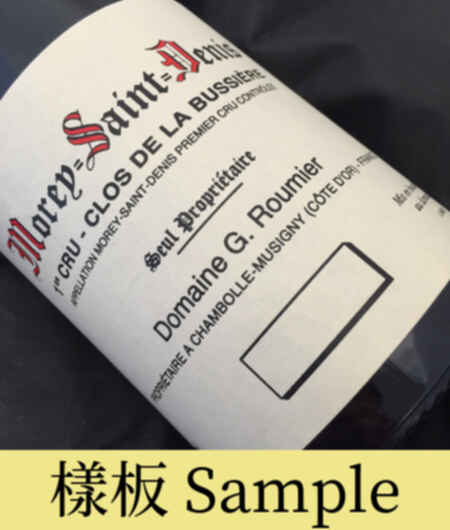 Morey=Saint=Denis
1er CRU - CLOS DE LA BUSSIÈRE
APPELLATION MOREY-SAINT-DENIS PREMIER CRU CONTRÔLÉE
Seul Propriétaire
Domaine G. Roumier
PROPRIÉTAIRE A CHAMBOLLE-MUSIGNY (CÔTE D'OR) -
樣板 Sample